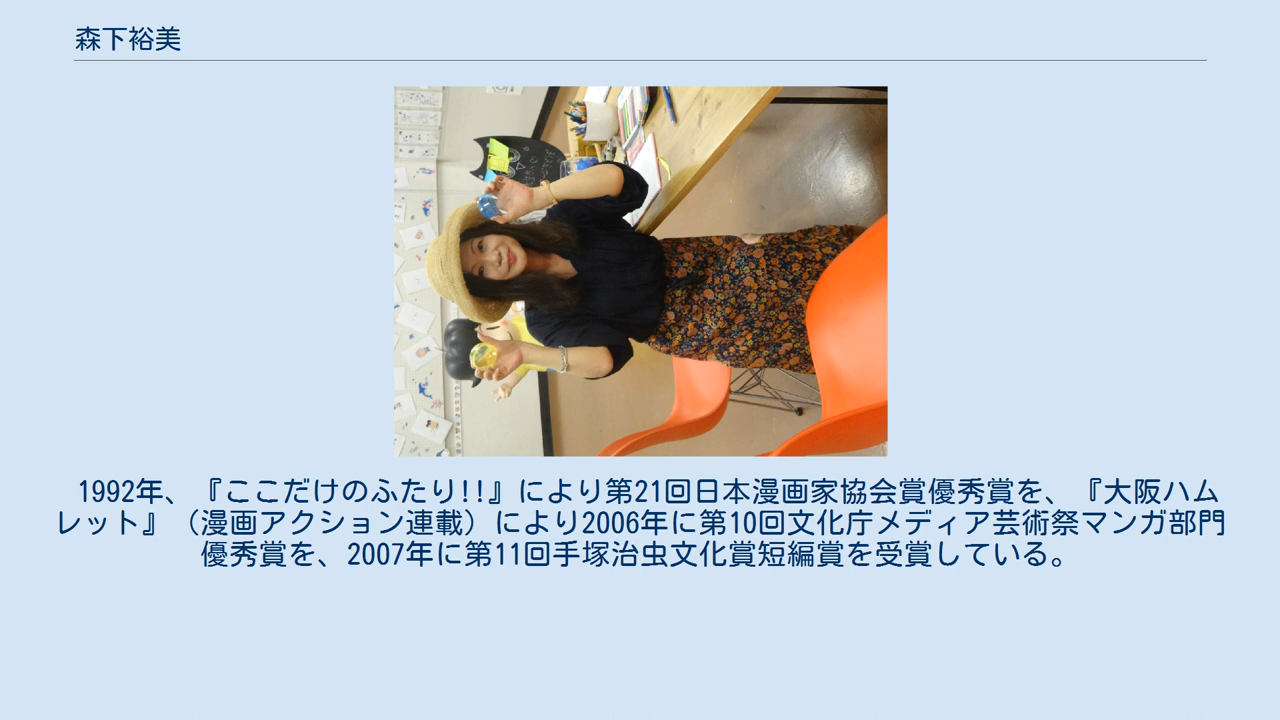 森下裕美
1992年、『ここだけのふたり!!』により第21回日本漫画家協会賞優秀賞を、『大阪ハム
レット』（漫画アクション連載）により2006年に第10回文化庁メディア芸術祭マンガ部門
優秀賞を、2007年に第11回手塚治虫文化賞短編賞を受賞している。